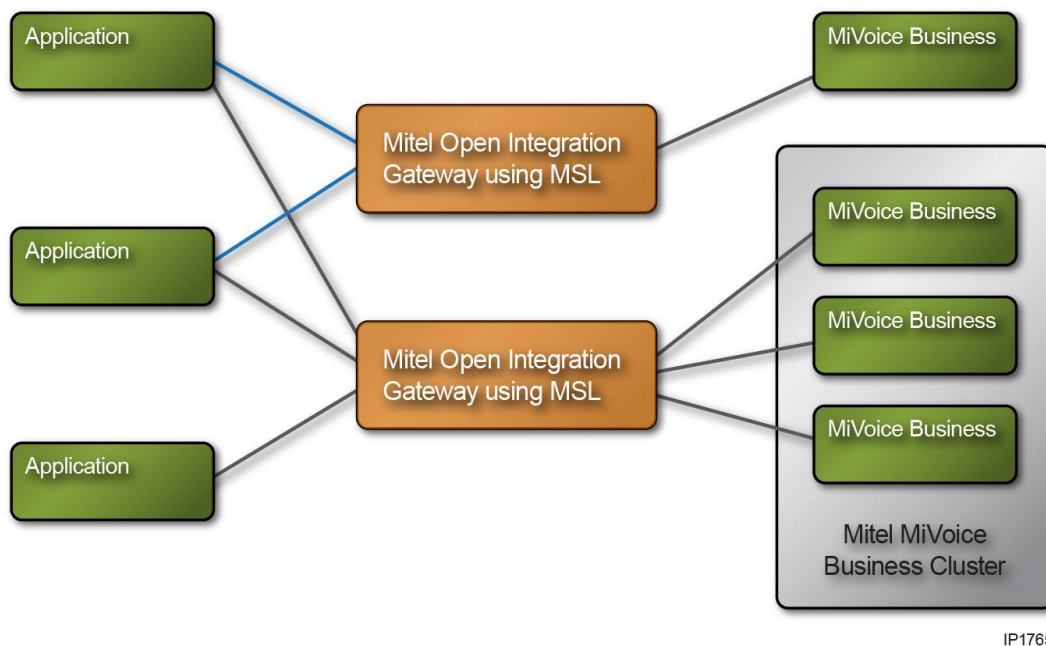 Application
MiVoice Business
Mitel Open Integration
Gateway using MSL
MiVoice Business
Application
MiVoice Business
Mitel Open Integration
Gateway using MSL
MiVoice Business
Application
Mitel MiVoice
Business Cluster
IP1765